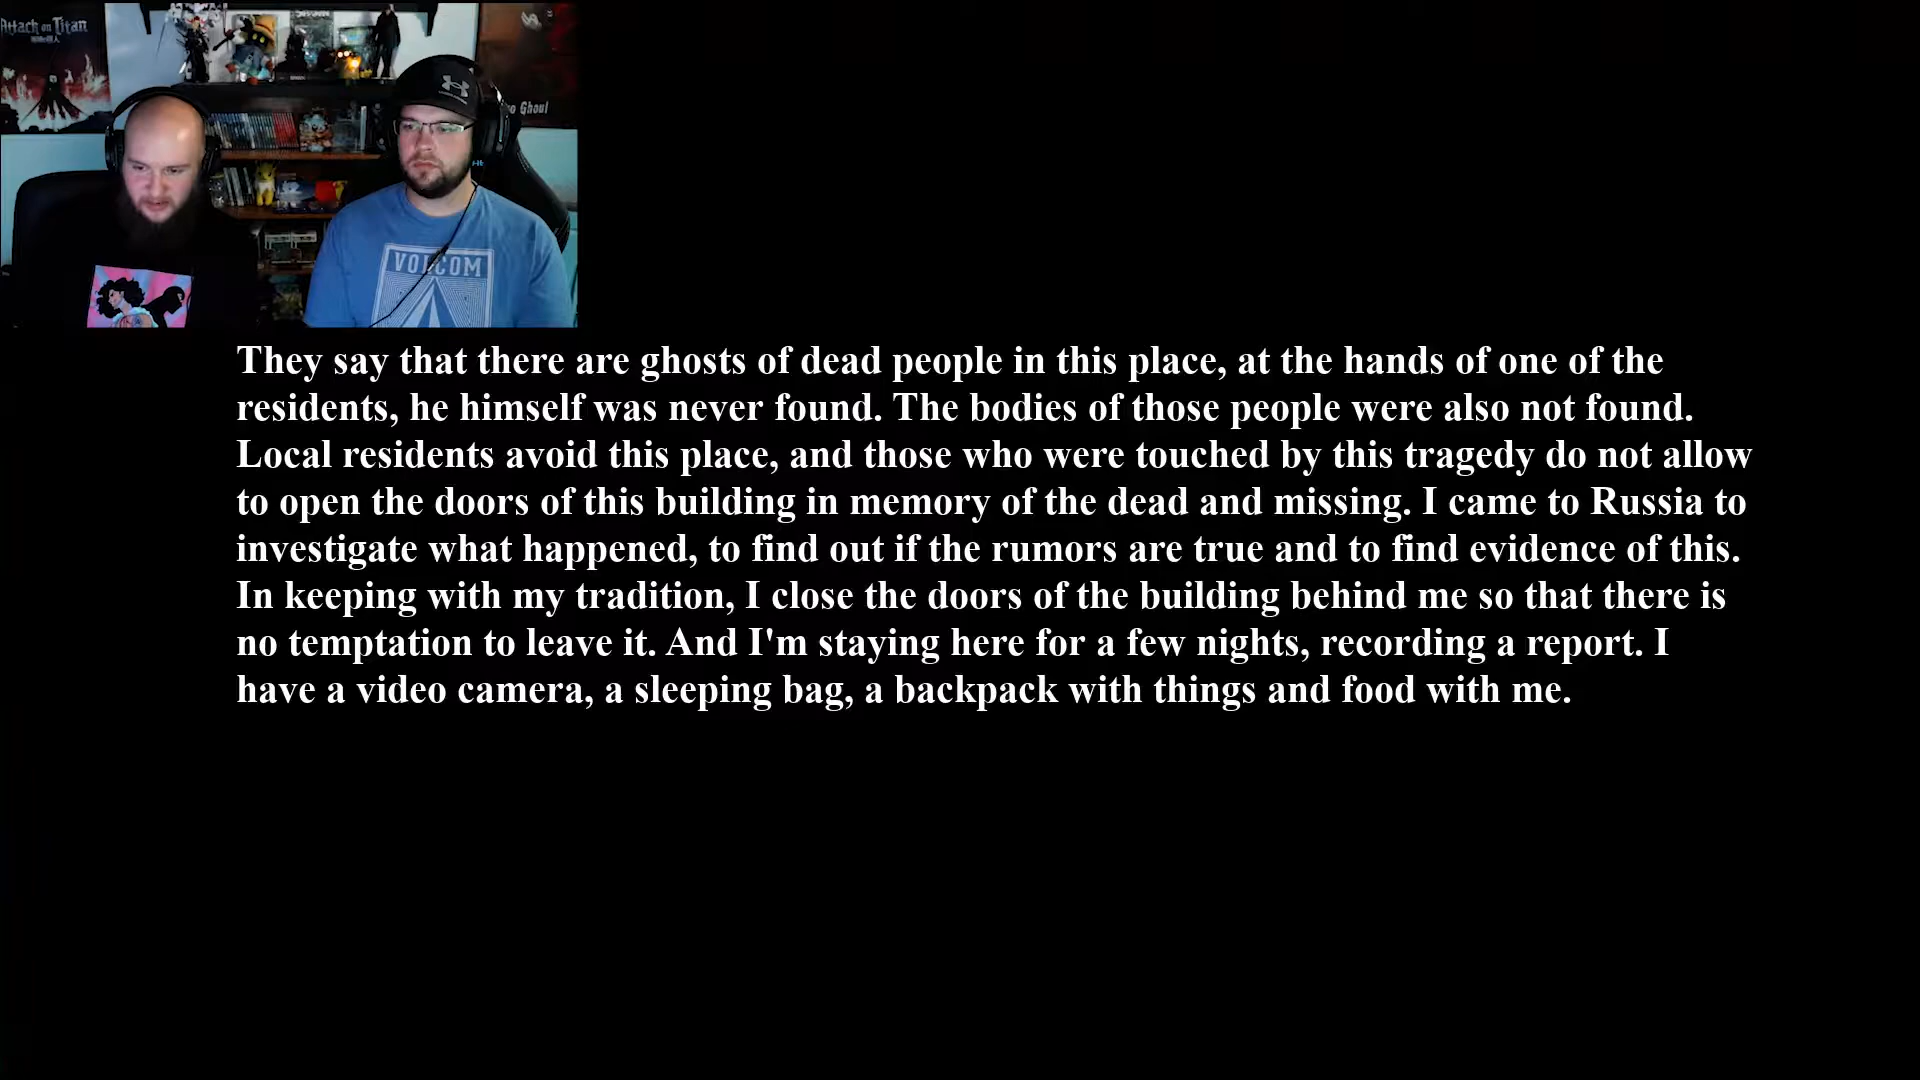 Attack on Titan
Ghoul
VOLCOM
They say that there are ghosts of dead people in this place, at the hands of one of the
residents, he himself was never found. The bodies of those people were also not found.
Local residents avoid this place, and those who were touched by this tragedy do not allow
to open the doors of this building in memory of the dead and missing. I came to Russia to
investigate what happened, to find out if the rumors are true and to find evidence of this.
In keeping with my tradition, I close the doors of the building behind me so that there is
no temptation to leave it. And I'm staying here for a few nights, recording a report. I
have a video camera, a sleeping bag, a backpack with things and food with me.